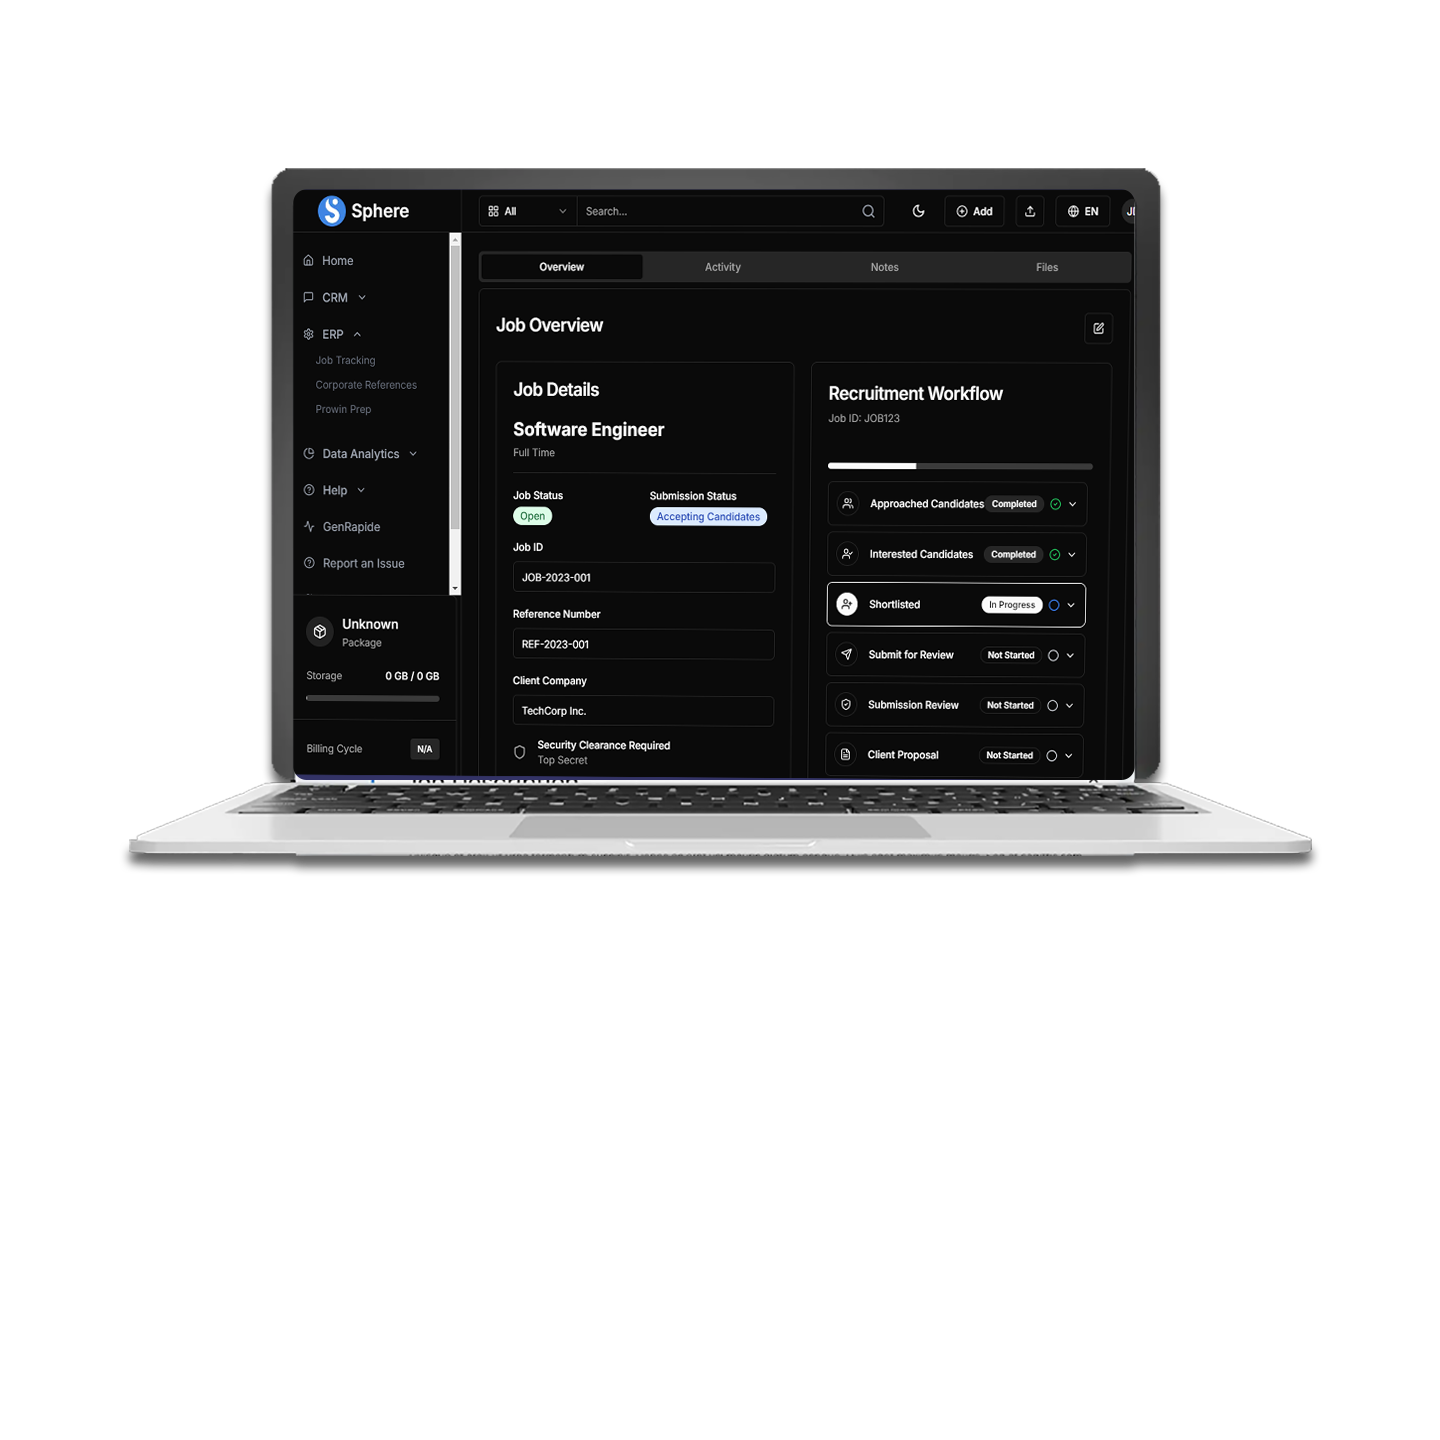 Sphere
All
Search...
Add
EN
Home
CRM
ERP
Job Tracking
Corporate References
Prowin Prep
Data Analytics
Help
GenRapide
Report an Issue
Unknown
Package
Storage 0 GB / 0 GB
Billing Cycle N/A
Overview Activity Notes Files
Job Overview
Job Details
Software Engineer
Full Time
Job Status Submission Status
Open Accepting Candidates
Job ID
JOB-2023-001
Reference Number
REF-2023-001
Client Company
TechCorp Inc.
Security Clearance Required
Top Secret
Recruitment Workflow
Job ID: JOB123
Approached Candidates Completed
Interested Candidates Completed
Shortlisted In Progress
Submit for Review Not Started
Submission Review Not Started
Client Proposal Not Started